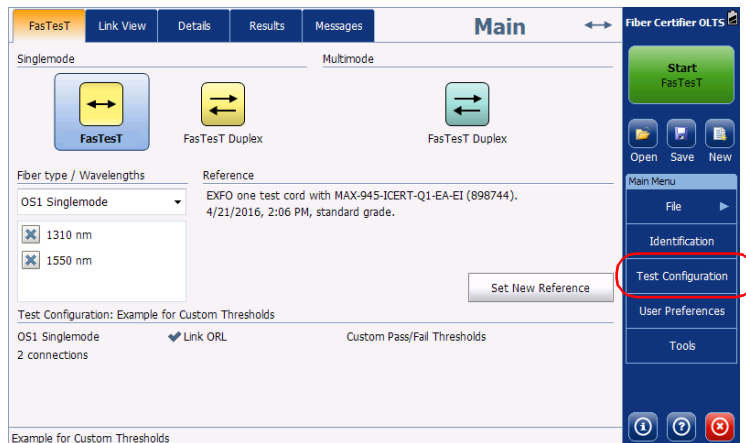 FasTesT Link View Details Results Messages Main
Singlemode Multimode
FasTesT FasTesT Duplex FasTesT Duplex
Fiber type / Wavelengths Reference
OS1 Singlemode
EXFO one test cord with MAX-945-ICERT-Q1-EA-EI (898744).
4/21/2016, 2:06 PM, standard grade.
1310 nm
1550 nm
Set New Reference
Test Configuration: Example for Custom Thresholds
OS1 Singlemode Link ORL Custom Pass/Fail Thresholds
2 connections
Example for Custom Thresholds
Fiber Certifier OLTS
Start
FasTesT
Open Save New
Main Menu
File
Identification
Test Configuration
User Preferences
Tools